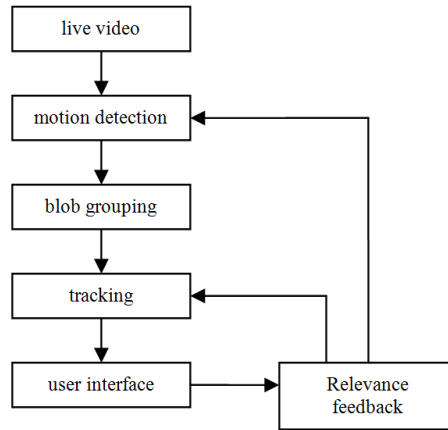 live video
motion detection
blob grouping
tracking
user interface
Relevance
feedback